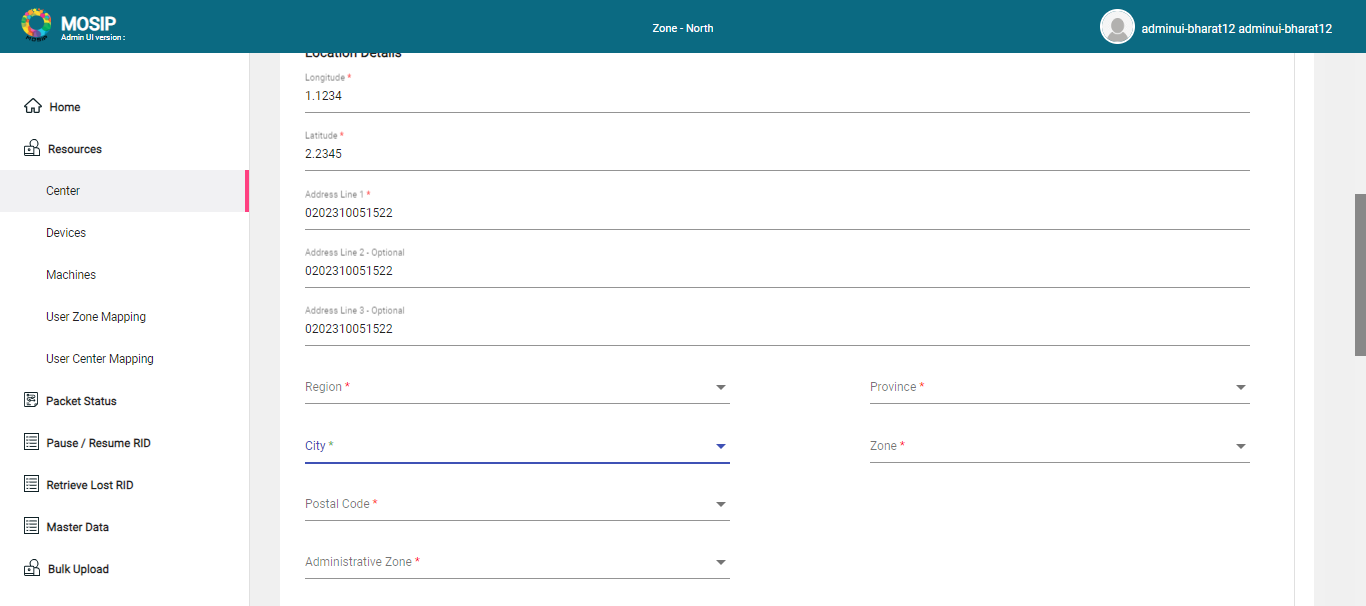 MOSIP
Admin UI version :
Zone - North
adminui-bharat12 adminui-bharat12
Home
Resources
Center
Devices
Machines
User Zone Mapping
User Center Mapping
Packet Status
Pause / Resume RID
Retrieve Lost RID
Master Data
Bulk Upload
Location Details
Longitude *
1.1234
Latitude *
2.2345
Address Line 1 *
0202310051522
Address Line 2 - Optional
0202310051522
Address Line 3 - Optional
0202310051522
Region *
Province *
City *
Zone *
Postal Code *
Administrative Zone *